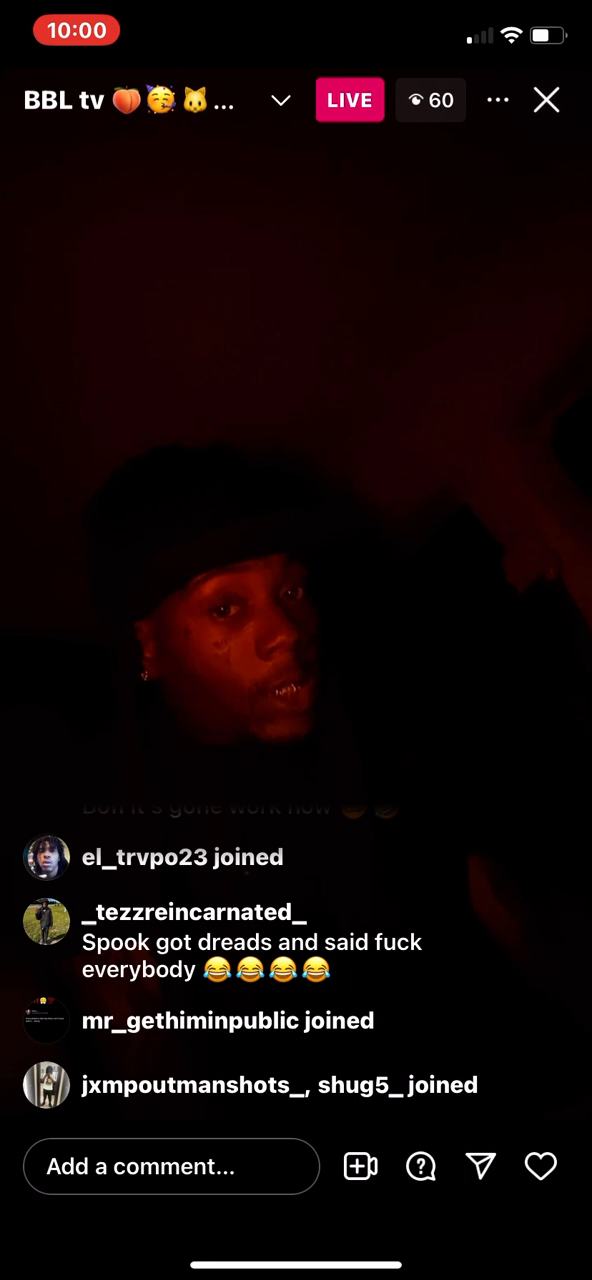 10:00
BBL tv 🍑🥳🐱...
LIVE
60
el_trvpo23 joined
_tezzreincarnated_
Spook got dreads and said fuck
everybody 😂😂😂😂
mr_gethiminpublic joined
jxmpoutmanshots_, shug5_ joined
Add a comment...